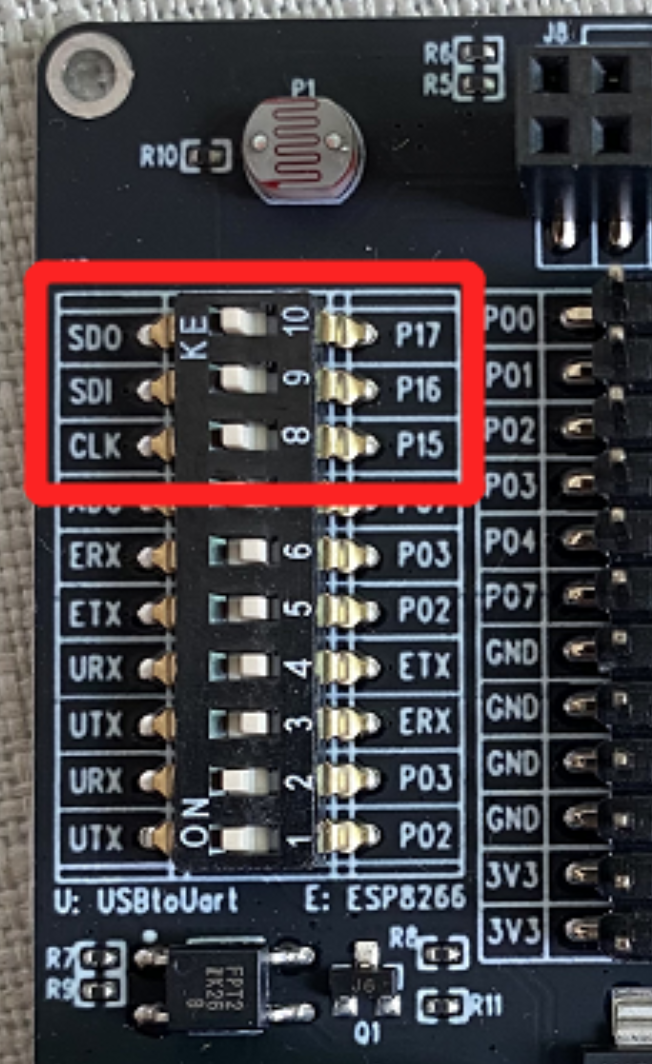 J8
R6
R5
P1
R10
SDO KE 10 P17 P00
SDI 9 P16 P01
CLK 8 P15 P02
P03
ERX 6 P03 P04
ETX 5 P02 P07
URX 4 ETX GND
UTX 3 ERX GND
URX 2 P03 GND
UTX ON 1 P02 GND
3V3
U: USBtoUart E: ESP8266
3V3
R7 R8
R9 FPT2 J6 R11
Q1